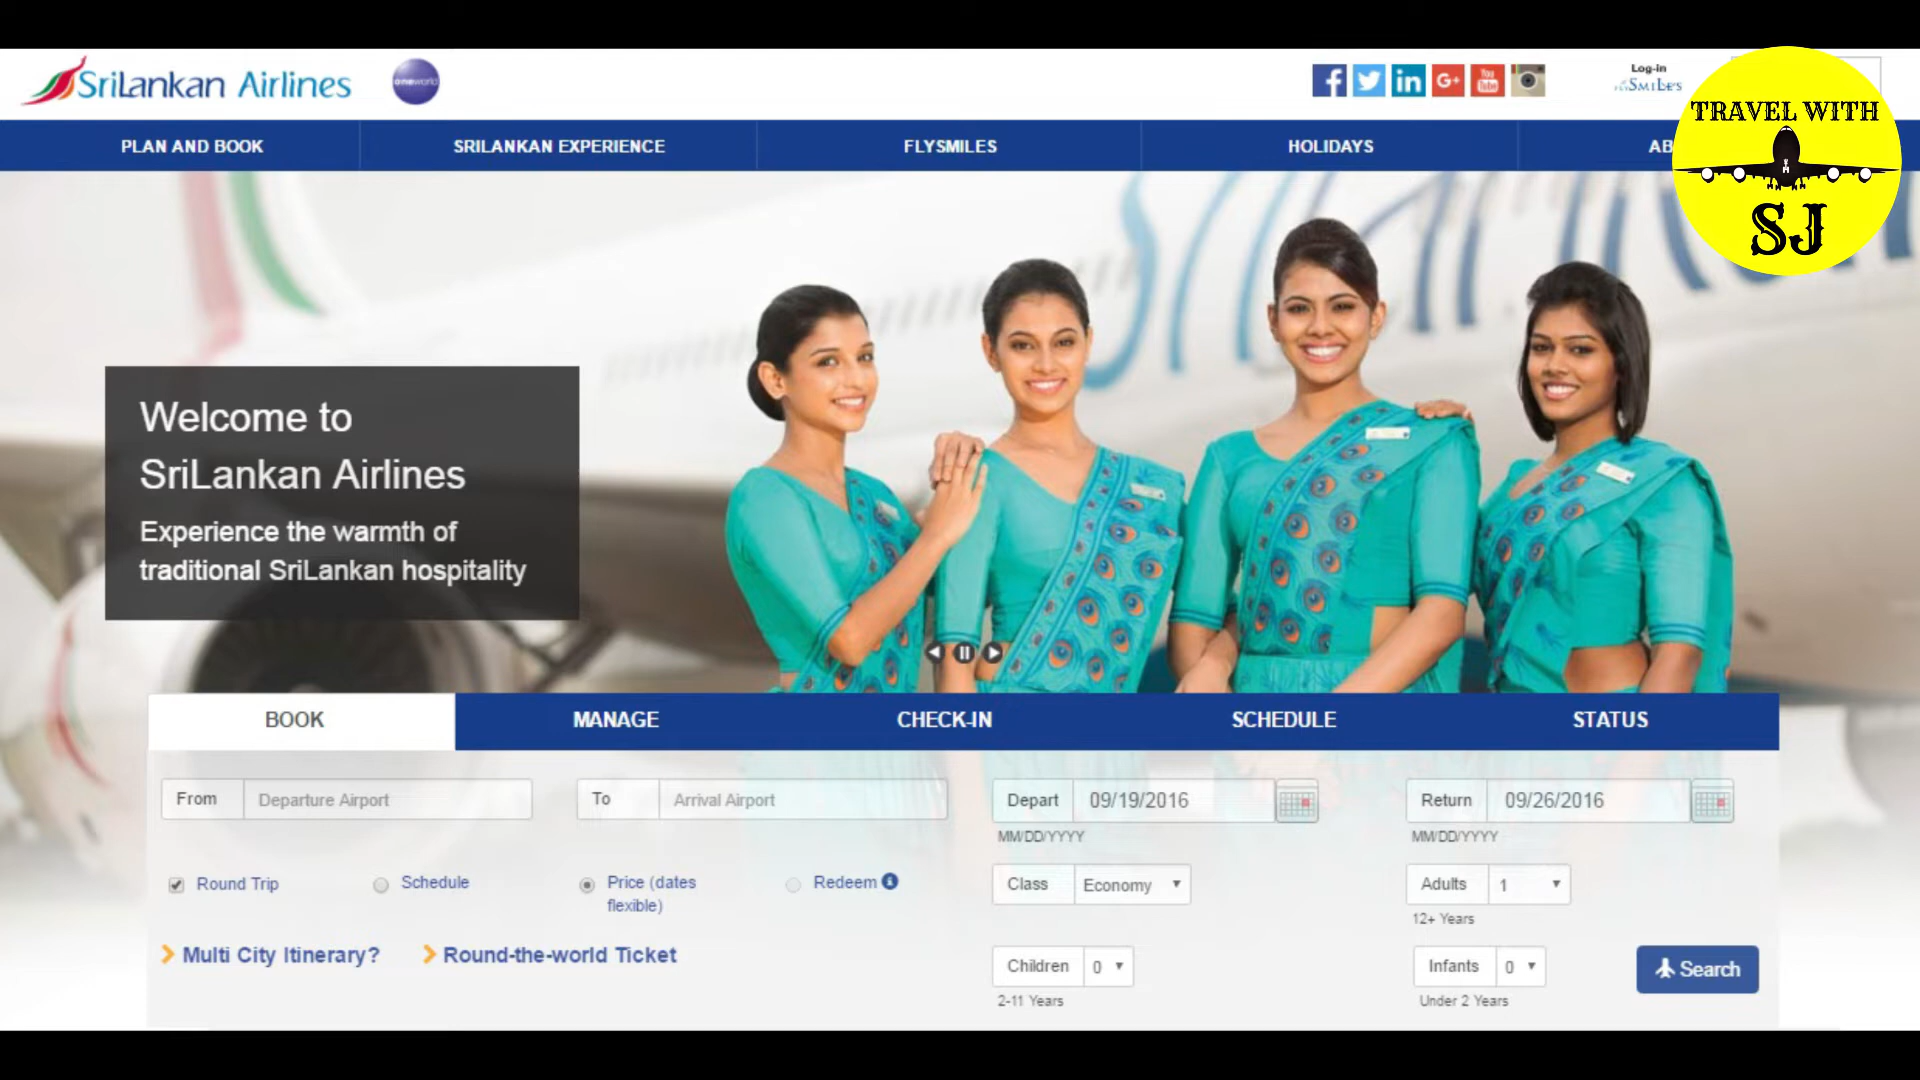 SriLankan Airlines
oneworld
G+
You
Tube
Log-in
SMiLeS
TRAVEL WITH
SJ
PLAN AND BOOK
SRILANKAN EXPERIENCE
FLYSMILES
HOLIDAYS
AB
Welcome to
SriLankan Airlines
Experience the warmth of
traditional SriLankan hospitality
BOOK
MANAGE
CHECK-IN
SCHEDULE
STATUS
From Departure Airport
To Arrival Airport
Depart 09/19/2016
MM/DD/YYYY
Return 09/26/2016
MM/DD/YYYY
Round Trip
Schedule
Price (dates
flexible)
Redeem
Class Economy
Adults 1
12+ Years
Multi City Itinerary?
Round-the-world Ticket
Children 0
2-11 Years
Infants 0
Under 2 Years
Search